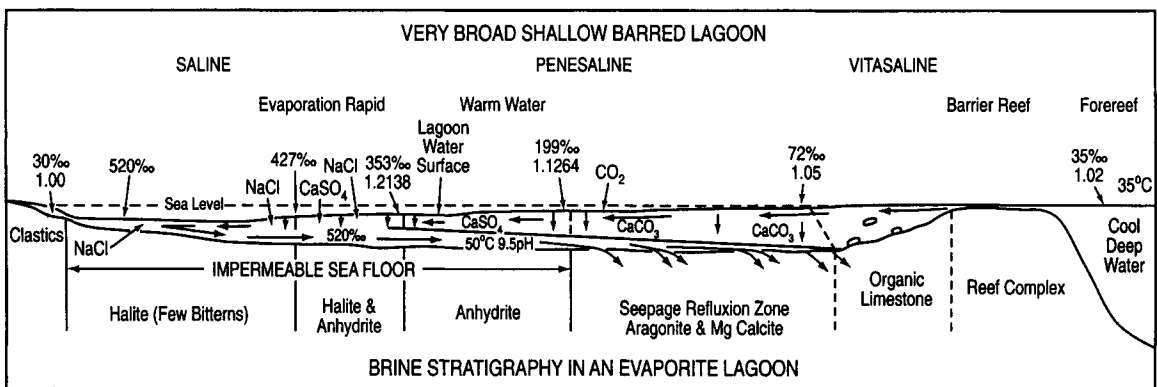 VERY BROAD SHALLOW BARRED LAGOON
SALINE
PENESALINE
VITASALINE
Evaporation Rapid
Warm Water
Barrier Reef
Forereef
Lagoon
Water
Surface
30‰
1.00
520‰
427‰
NaCl
CaSO₄
NaCl
353‰
1.2138
199‰
1.1264
CO₂
72‰
1.05
35‰
1.02
35°C
Sea Level
Clastics
NaCl
520‰
CaSO₄
50°C 9.5pH
CaCO₃
CaCO₃
Cool
Deep
Water
IMPERMEABLE SEA FLOOR
Halite (Few Bitterns)
Halite &
Anhydrite
Anhydrite
Seepage Refluxion Zone
Aragonite & Mg Calcite
Organic
Limestone
Reef Complex
BRINE STRATIGRAPHY IN AN EVAPORITE LAGOON